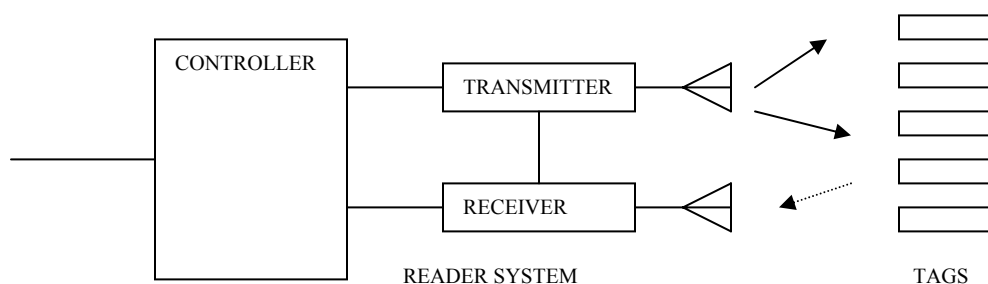 CONTROLLER
TRANSMITTER
RECEIVER
READER SYSTEM
TAGS